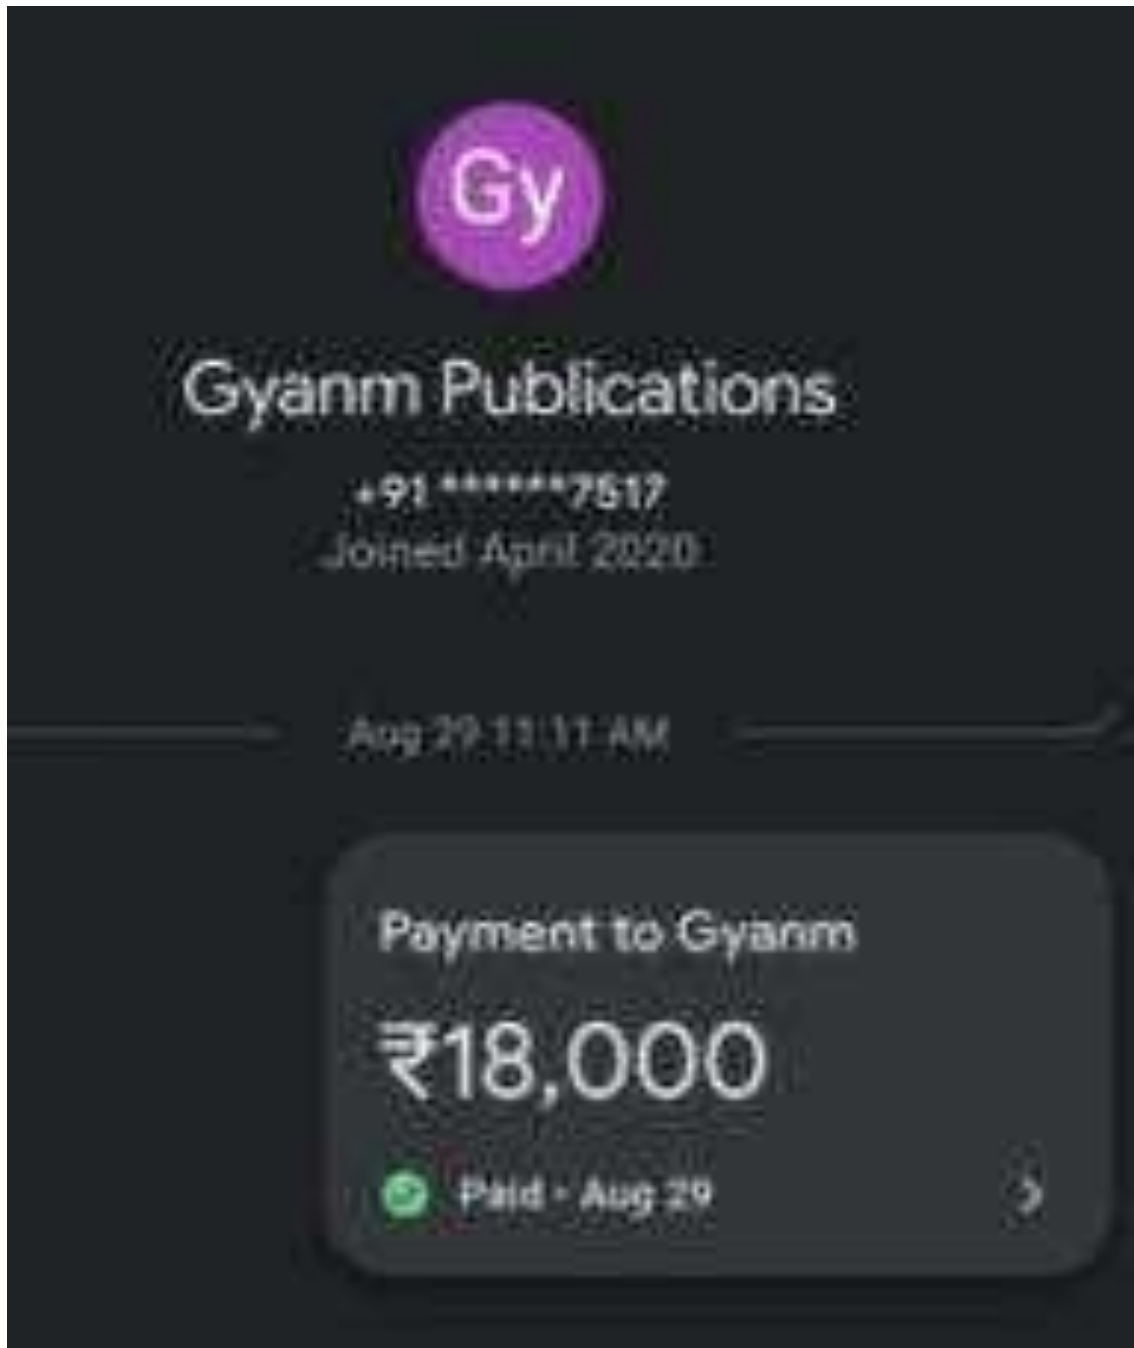 Gy
Gyanm Publications
+91 ******7517
Joined April 2020
Aug 29 11:11 AM
Payment to Gyanm
₹18,000
Paid • Aug 29